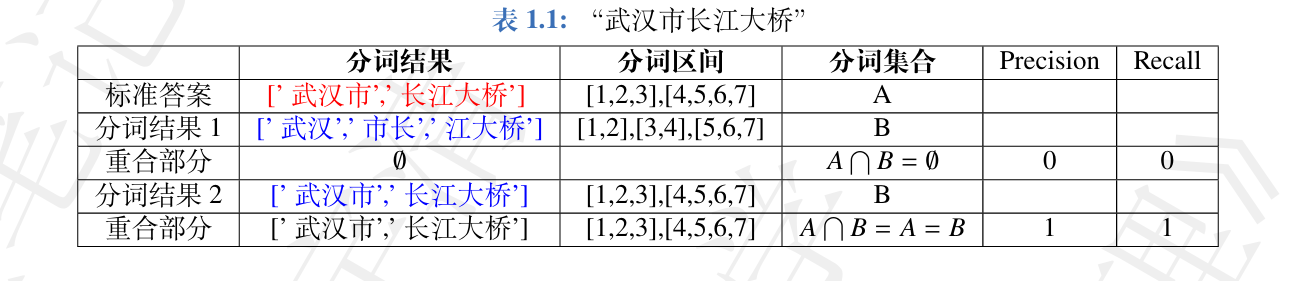 表 1.1: “武汉市长江大桥”
分词结果 分词区间 分词集合 Precision Recall
标准答案 [’ 武汉市’,’ 长江大桥’] [1,2,3],[4,5,6,7] A
分词结果 1 [’ 武汉’,’ 市长’,’ 江大桥’] [1,2],[3,4],[5,6,7] B
重合部分 ∅ A ⋂ B = ∅ 0 0
分词结果 2 [’ 武汉市’,’ 长江大桥’] [1,2,3],[4,5,6,7] B
重合部分 [’ 武汉市’,’ 长江大桥’] [1,2,3],[4,5,6,7] A ⋂ B = A = B 1 1